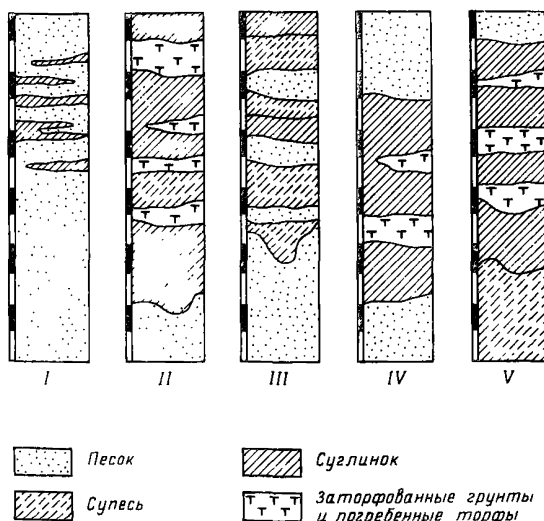 I II III IV V
Песок
Суглинок
Супесь
Заторфованные грунты
и погребенные торфы